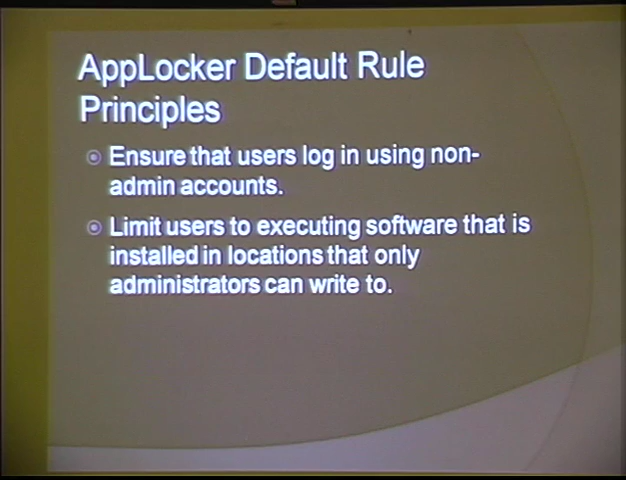 AppLocker Default Rule
Principles
Ensure that users log in using non-
admin accounts.
Limit users to executing software that is
installed in locations that only
administrators can write to.